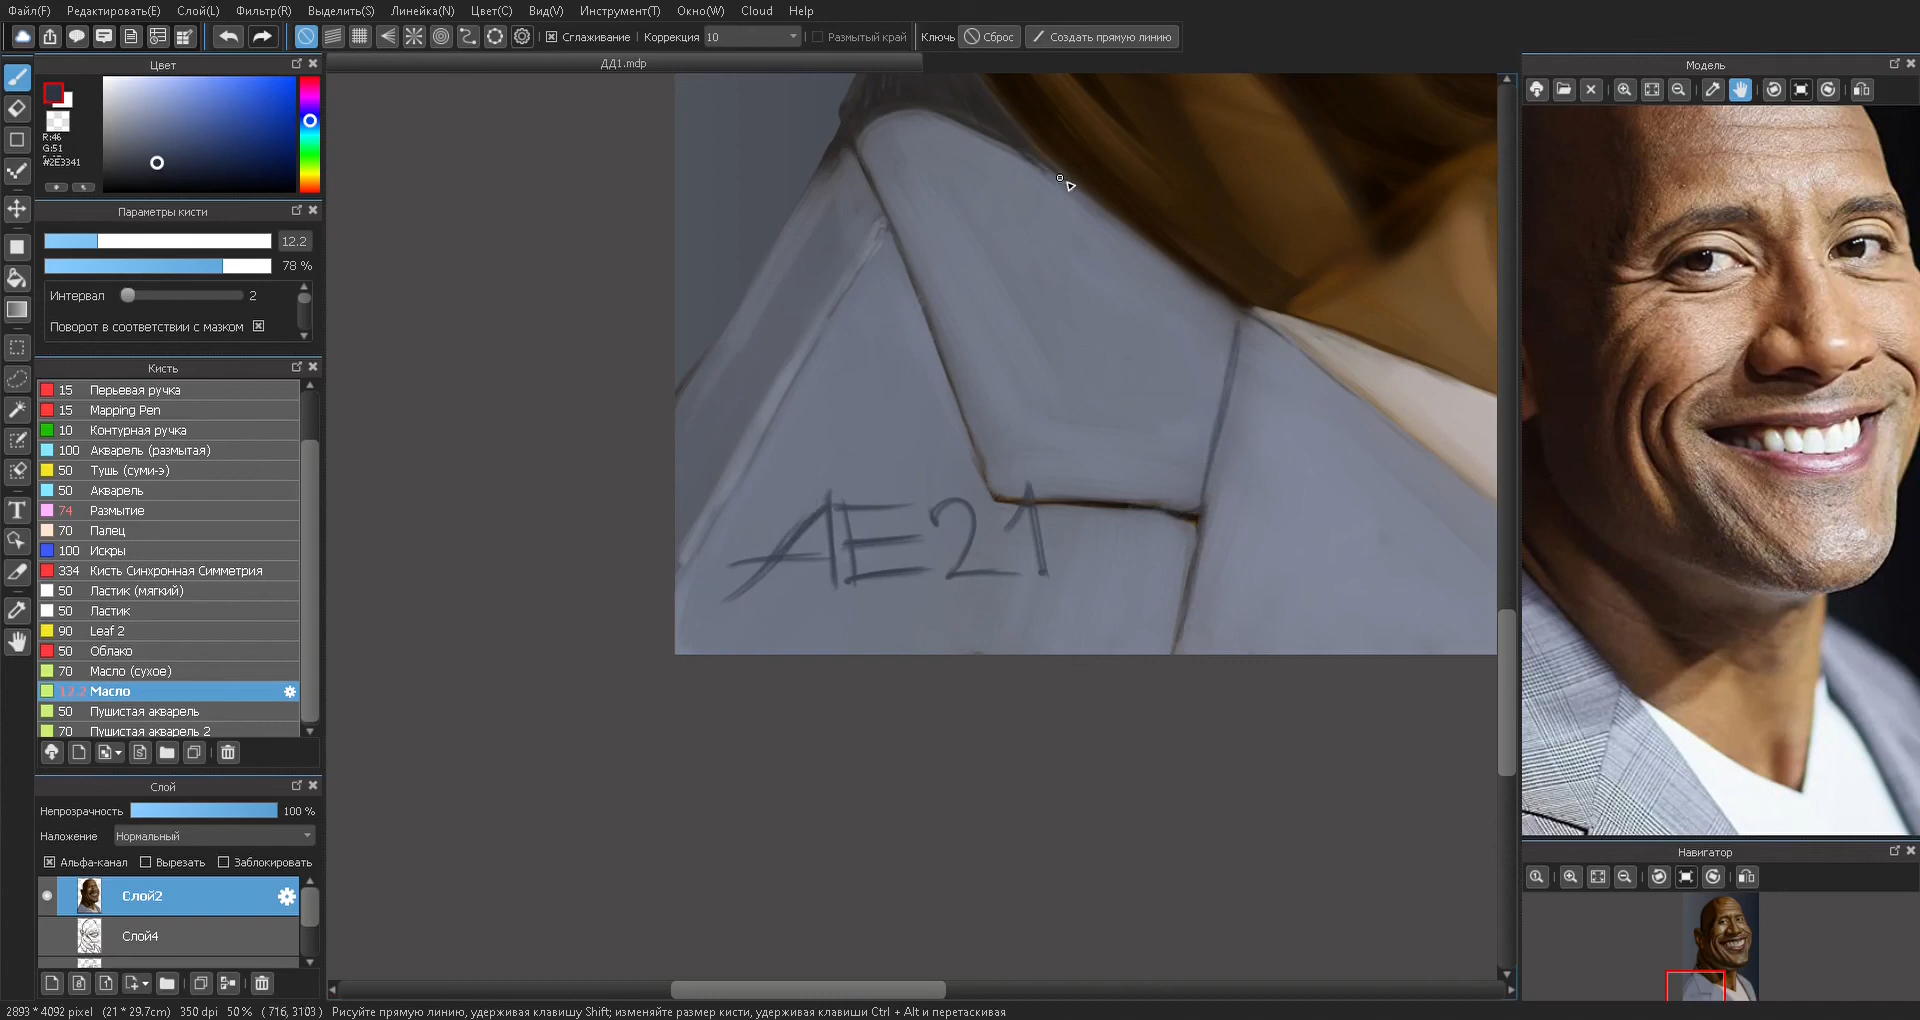 Файл(F) Редактировать(E) Слой(L) Фильтр(R) Выделить(S) Линейка(N) Цвет(C) Вид(V) Инструмент(T) Окно(W) Cloud Help
Сглаживание Коррекция 10 Размытый край Ключь Сброс Создать прямую линию
Цвет
R:46
G:51
#2E3341
Параметры кисти
12.2
78 %
Интервал 2
Поворот в соответствии с мазком
Кисть
15 Перьевая ручка
15 Mapping Pen
10 Контурная ручка
100 Акварель (размытая)
50 Тушь (суми-э)
50 Акварель
74 Размытие
70 Палец
100 Искры
334 Кисть Синхронная Симметрия
50 Ластик (мягкий)
50 Ластик
90 Leaf 2
50 Облако
70 Масло (сухое)
12.2 Масло
50 Пушистая акварель
70 Пушистая акварель 2
Слой
Непрозрачность 100 %
Наложение Нормальный
Альфа-канал Вырезать Заблокировать
Слой2
Слой4
ДД1.mdp
AE21
Модель
Навигатор
2893 * 4092 pixel (21 * 29.7cm) 350 dpi 50 % ( 716, 3103) Рисуйте прямую линию, удерживая клавишу Shift; изменяйте размер кисти, удерживая клавиши Ctrl + Alt и перетаскивая